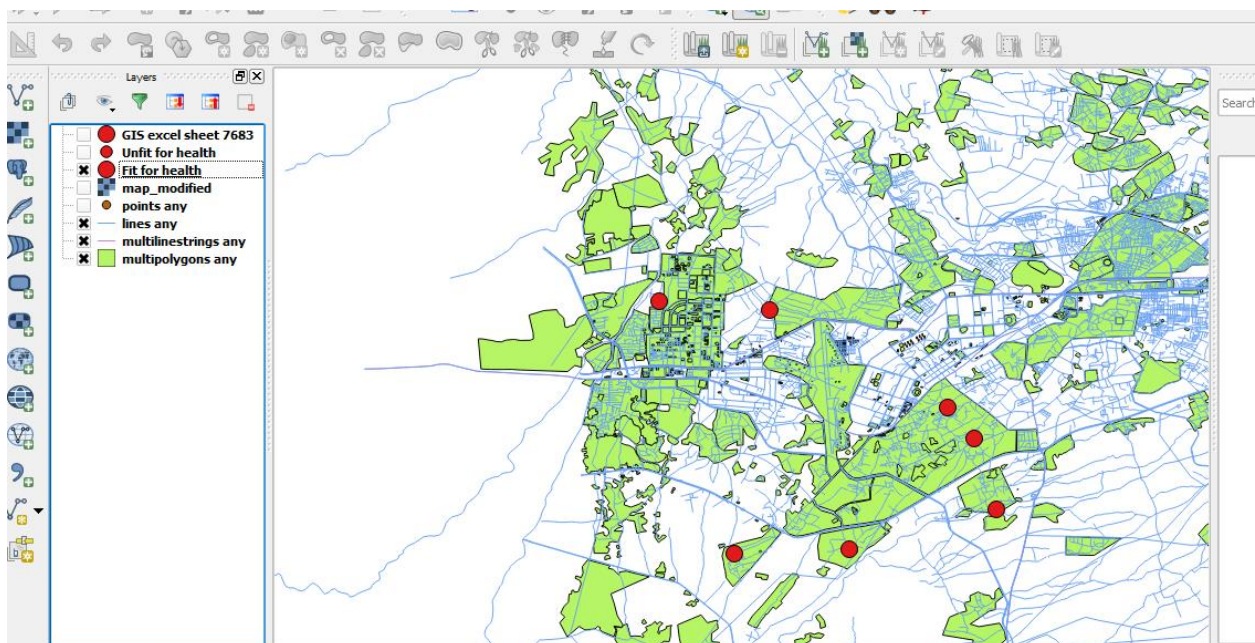 Layers
GIS excel sheet 7683
Unfit for health
Fit for health
map_modified
points any
lines any
multilinestrings any
multipolygons any
Search